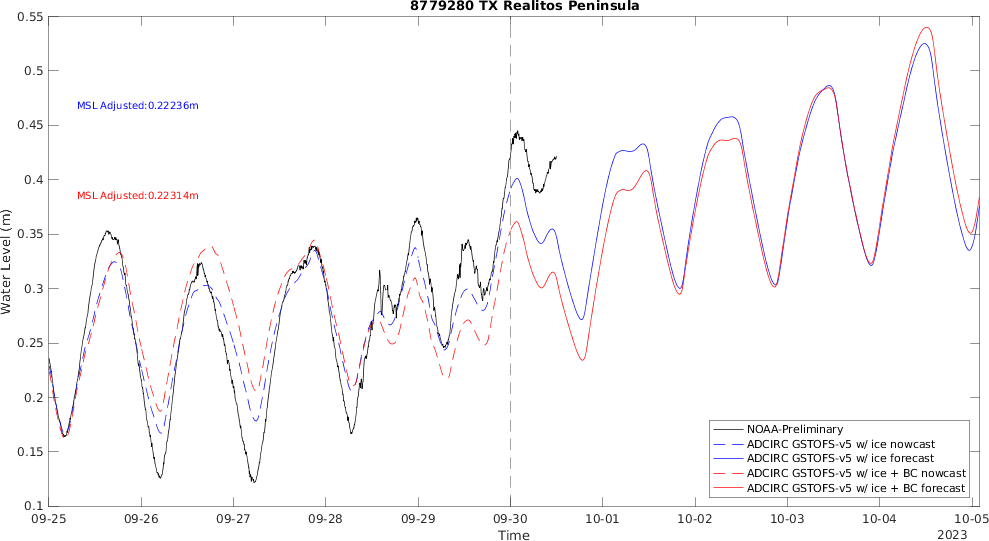 8779280 TX Realitos Peninsula
0.55
0.5
0.45
0.4
0.35
0.3
0.25
0.2
0.15
0.1
Water Level (m)
MSL Adjusted:0.22236m
MSL Adjusted:0.22314m
NOAA-Preliminary
ADCIRC GSTOFS-v5 w/ ice nowcast
ADCIRC GSTOFS-v5 w/ ice forecast
ADCIRC GSTOFS-v5 w/ ice + BC nowcast
ADCIRC GSTOFS-v5 w/ ice + BC forecast
09-25 09-26 09-27 09-28 09-29 09-30 10-01 10-02 10-03 10-04 10-05
Time
2023